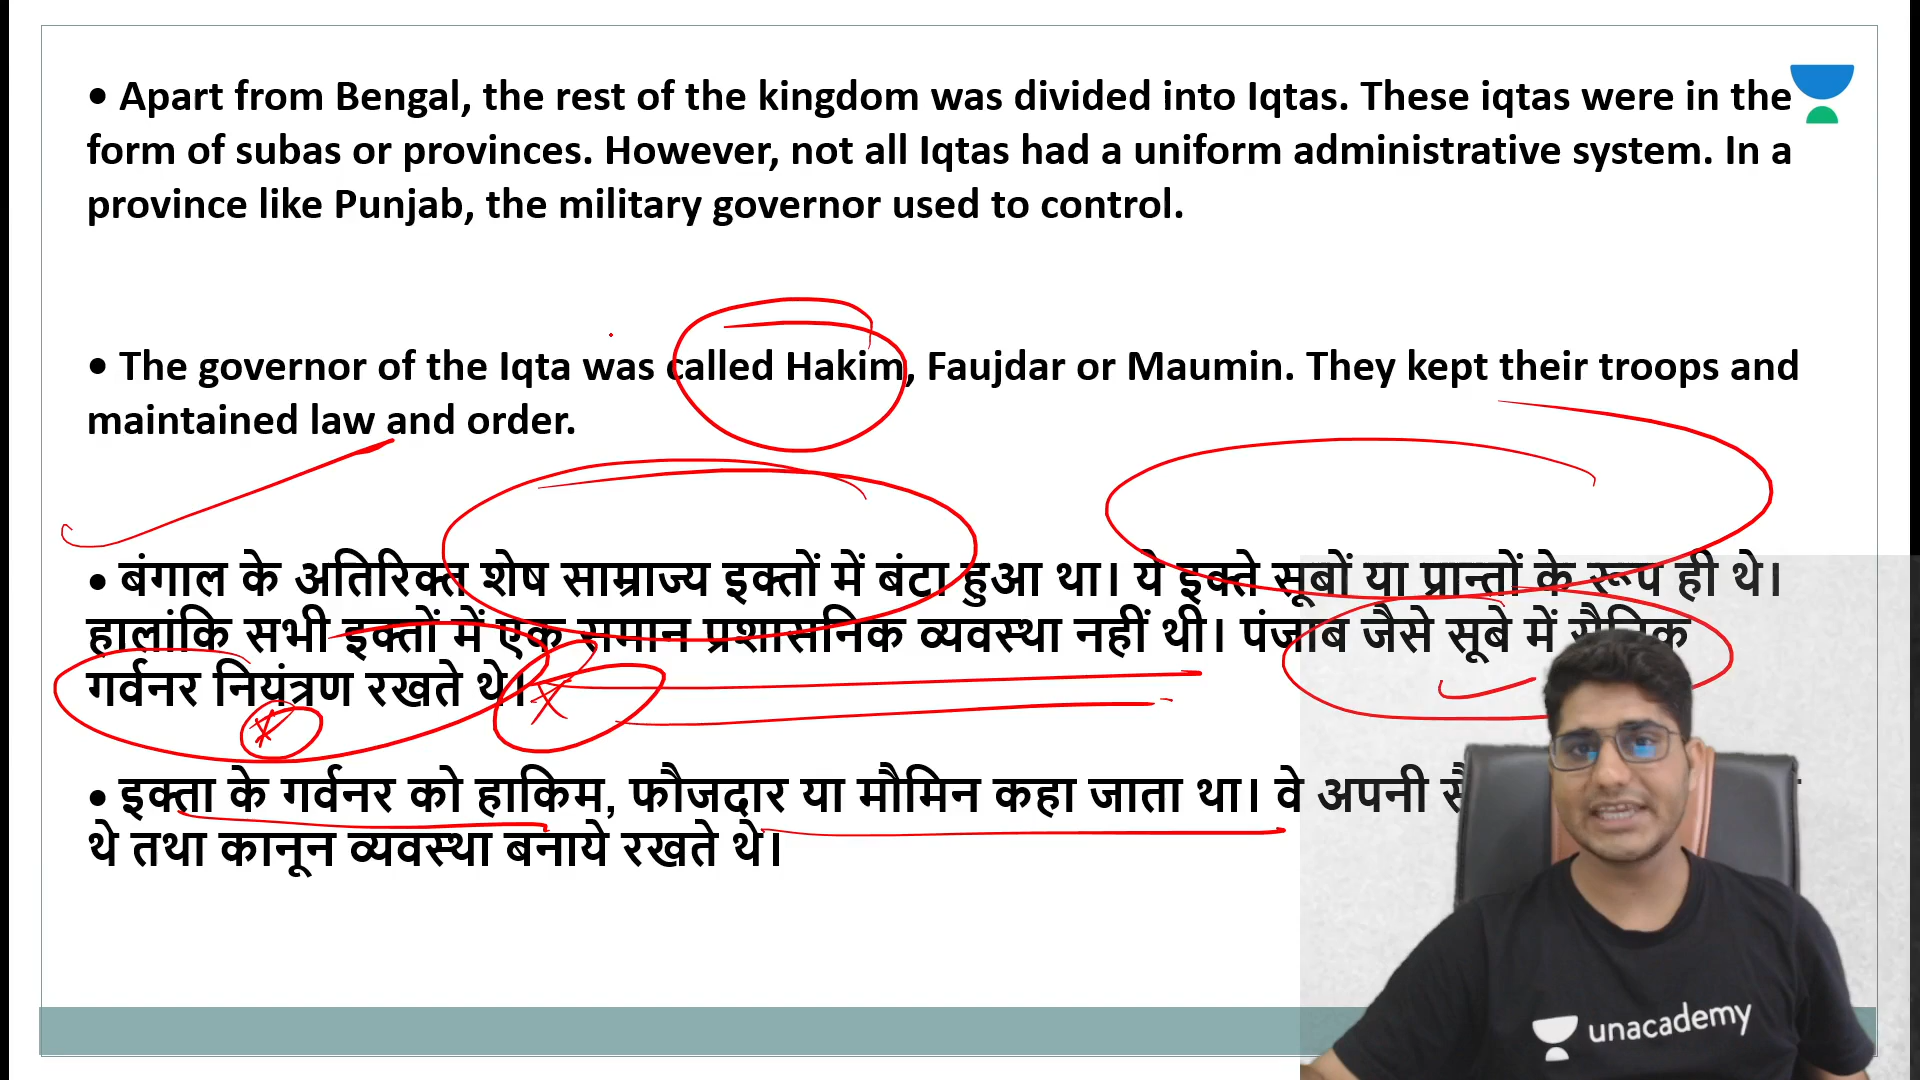 • Apart from Bengal, the rest of the kingdom was divided into Iqtas. These iqtas were in the
form of subas or provinces. However, not all Iqtas had a uniform administrative system. In a
province like Punjab, the military governor used to control.
• The governor of the Iqta was called Hakim, Faujdar or Maumin. They kept their troops and
maintained law and order.
• बंगाल के अतिरिक्त शेष साम्राज्य इक्तों में बंटा हुआ था। ये इक्ते सूबों या प्रान्तों के रूप ही थे।
हालांकि सभी इक्तों में एक समान प्रशासनिक व्यवस्था नहीं थी। पंजाब जैसे सूबे में सैनिक
गर्वनर नियंत्रण रखते थे।
• इक्ता के गर्वनर को हाकिम, फौजदार या मौमिन कहा जाता था। वे अपनी
थे तथा कानून व्यवस्था बनाये रखते थे।
unacademy